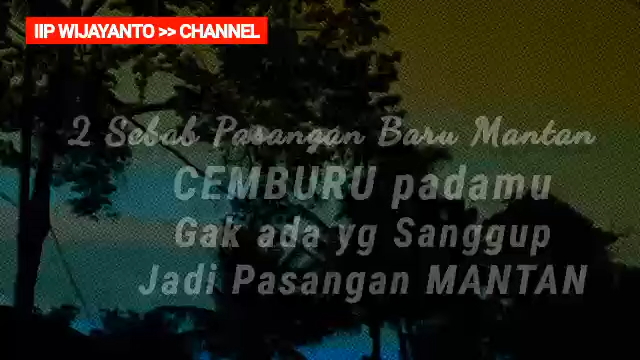 IIP WIJAYANTO >> CHANNEL
2 Sebab Pasangan Baru Mantan
CEMBURU padamu
Gak ada yg Sanggup
Jadi Pasangan MANTAN